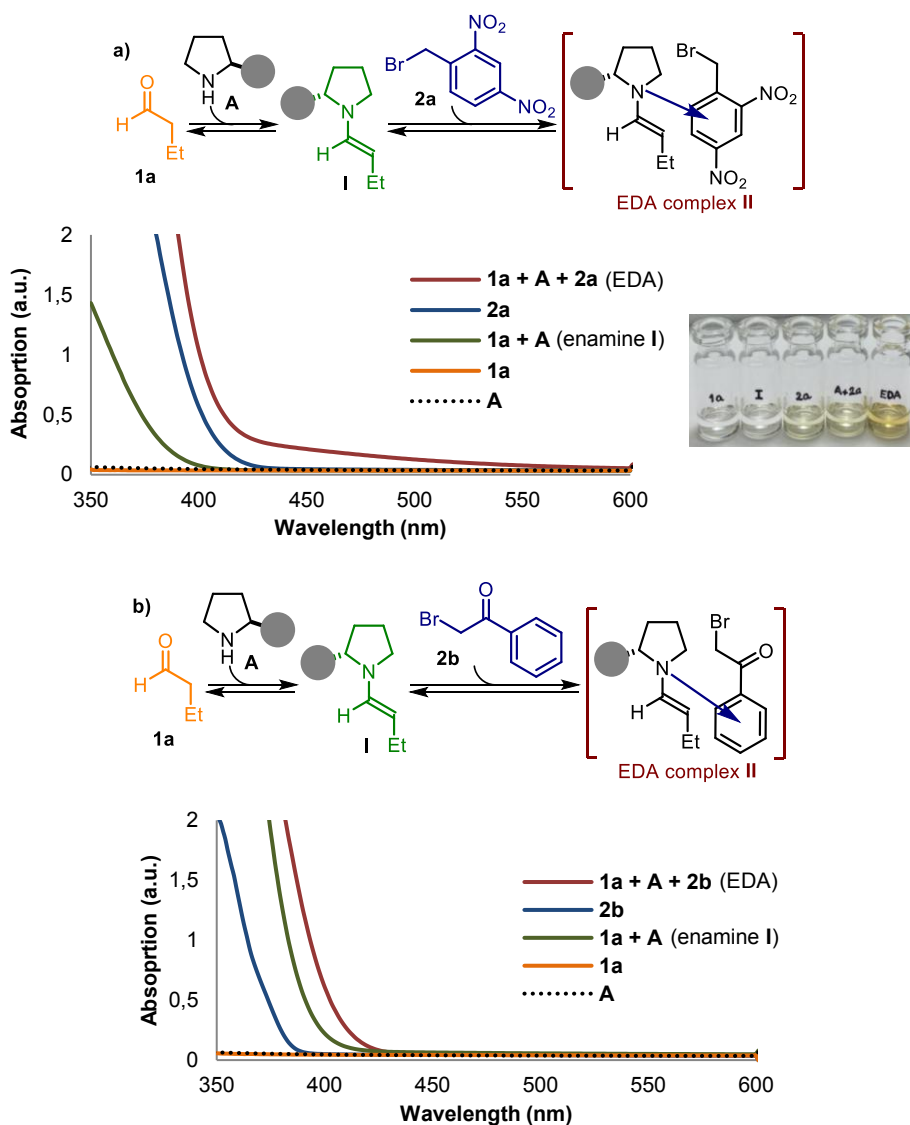 a)
N
H
A
O
H
Et
1a
N
H
Et
I
NO2
Br
NO2
2a
Br
N
NO2
H
Et
NO2
EDA complex II
2
1,5
1
0,5
0
350 400 450 500 550 600
Absoprtion (a.u.)
Wavelength (nm)
1a + A + 2a (EDA)
2a
1a + A (enamine I)
1a
A
1a I 2a A+2a EDA
b)
N
H
A
O
H
Et
1a
N
H
Et
I
O
Br
2b
Br
O
N
H
Et
EDA complex II
2
1,5
1
0,5
0
350 400 450 500 550 600
Absoprtion (a.u.)
Wavelength (nm)
1a + A + 2b (EDA)
2b
1a + A (enamine I)
1a
A